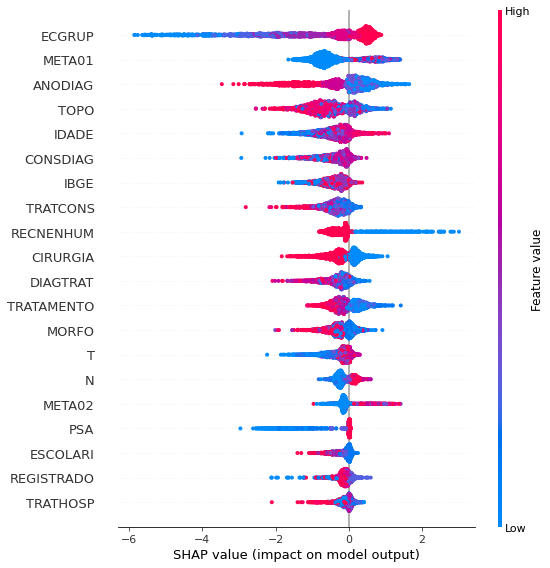 High
ECGRUP
META01
ANODIAG
TOPO
IDADE
CONSDIAG
IBGE
TRATCONS
RECNENHUM
CIRURGIA
DIAGTRAT
TRATAMENTO
MORFO
T
N
META02
PSA
ESCOLARI
REGISTRADO
TRATHOSP
Feature value
Low
−6 −4 −2 0 2
SHAP value (impact on model output)